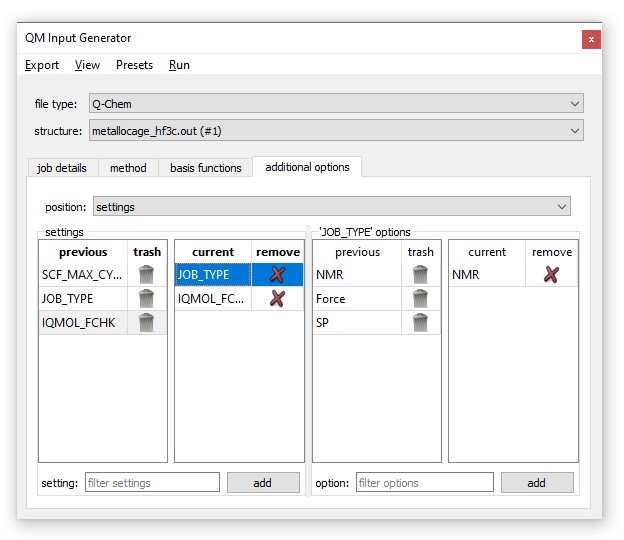 QM Input Generator
x
Export View Presets Run
file type: Q-Chem
structure: metallocage_hf3c.out (#1)
job details method basis functions additional options
position: settings
settings
previous trash
SCF_MAX_CY...
JOB_TYPE
IQMOL_FCHK
current remove
JOB_TYPE
IQMOL_FC...
setting: filter settings add
'JOB_TYPE' options
previous trash
NMR
Force
SP
current remove
NMR
option: filter options add